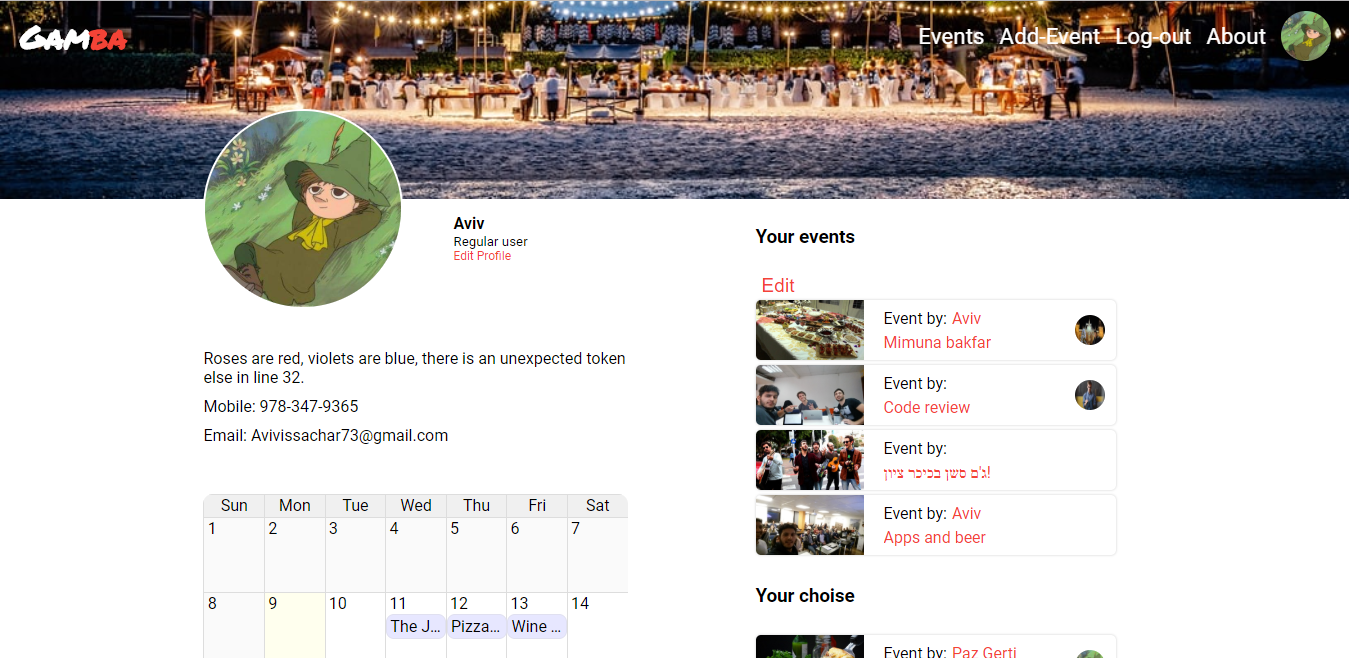 GAMBA
Events Add-Event Log-out About
Aviv
Regular user
Edit Profile
Roses are red, violets are blue, there is an unexpected token
else in line 32.
Mobile: 978-347-9365
Email: Avivissachar73@gmail.com
Sun Mon Tue Wed Thu Fri Sat
1 2 3 4 5 6 7
8 9 10 11 12 13 14
The J... Pizza... Wine ...
Your events
Edit
Event by: Aviv
Mimuna bakfar
Event by:
Code review
Event by:
ג'ם סשן בכיכר ציון!
Event by: Aviv
Apps and beer
Your choise
Event by: Paz Gerti